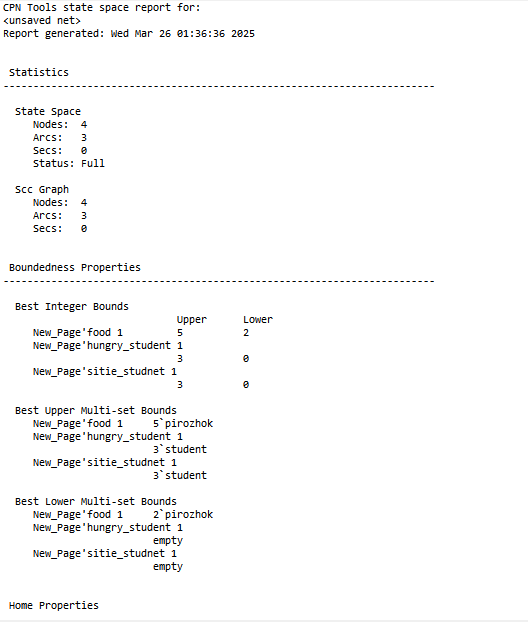 CPN Tools state space report for:
<unsaved net>
Report generated: Wed Mar 26 01:36:36 2025
Statistics
------------------------------------------------------------------------
State Space
Nodes: 4
Arcs: 3
Secs: 0
Status: Full
Scc Graph
Nodes: 4
Arcs: 3
Secs: 0
Boundedness Properties
------------------------------------------------------------------------
Best Integer Bounds
Upper Lower
New_Page'food 1 5 2
New_Page'hungry_student 1
3 0
New_Page'sitie_studnet 1
3 0
Best Upper Multi-set Bounds
New_Page'food 1 5`pirozhok
New_Page'hungry_student 1
3`student
New_Page'sitie_studnet 1
3`student
Best Lower Multi-set Bounds
New_Page'food 1 2`pirozhok
New_Page'hungry_student 1
empty
New_Page'sitie_studnet 1
empty
Home Properties